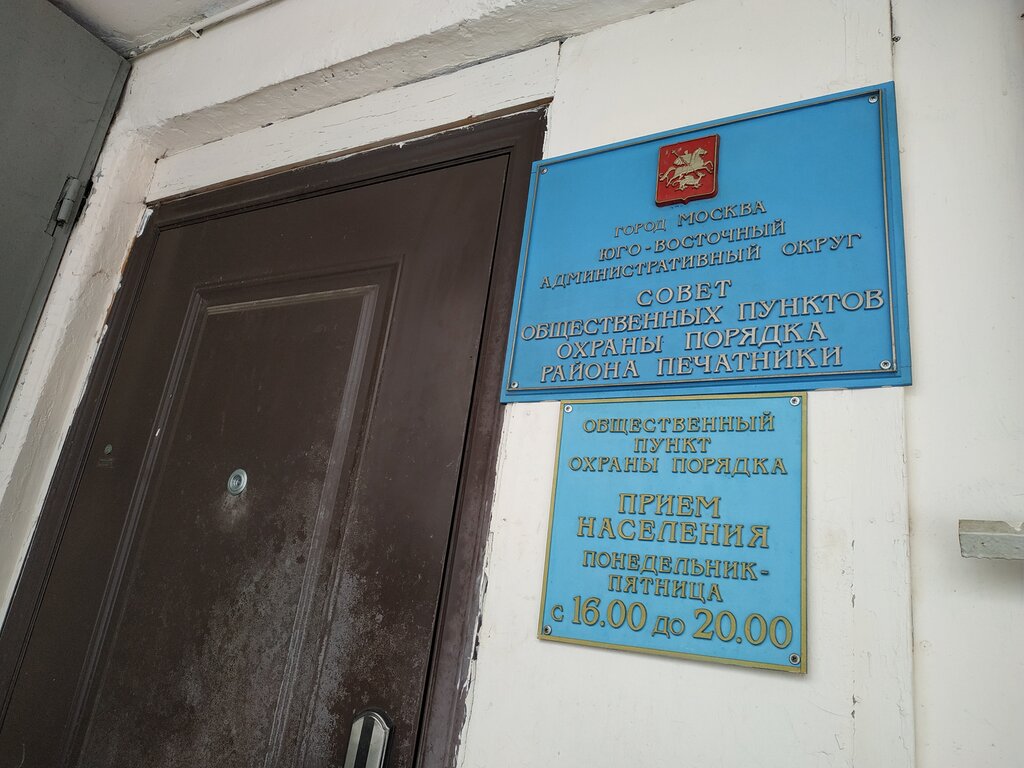 ГОРОД МОСКВА
ЮГО-ВОСТОЧНЫЙ
АДМИНИСТРАТИВНЫЙ ОКРУГ
СОВЕТ
ОБЩЕСТВЕННЫХ ПУНКТОВ
ОХРАНЫ ПОРЯДКА
РАЙОНА ПЕЧАТНИКИ
ОБЩЕСТВЕННЫЙ
ПУНКТ
ОХРАНЫ ПОРЯДКА
ПРИЕМ
НАСЕЛЕНИЯ
ПОНЕДЕЛЬНИК-
ПЯТНИЦА
с 16.00 до 20.00